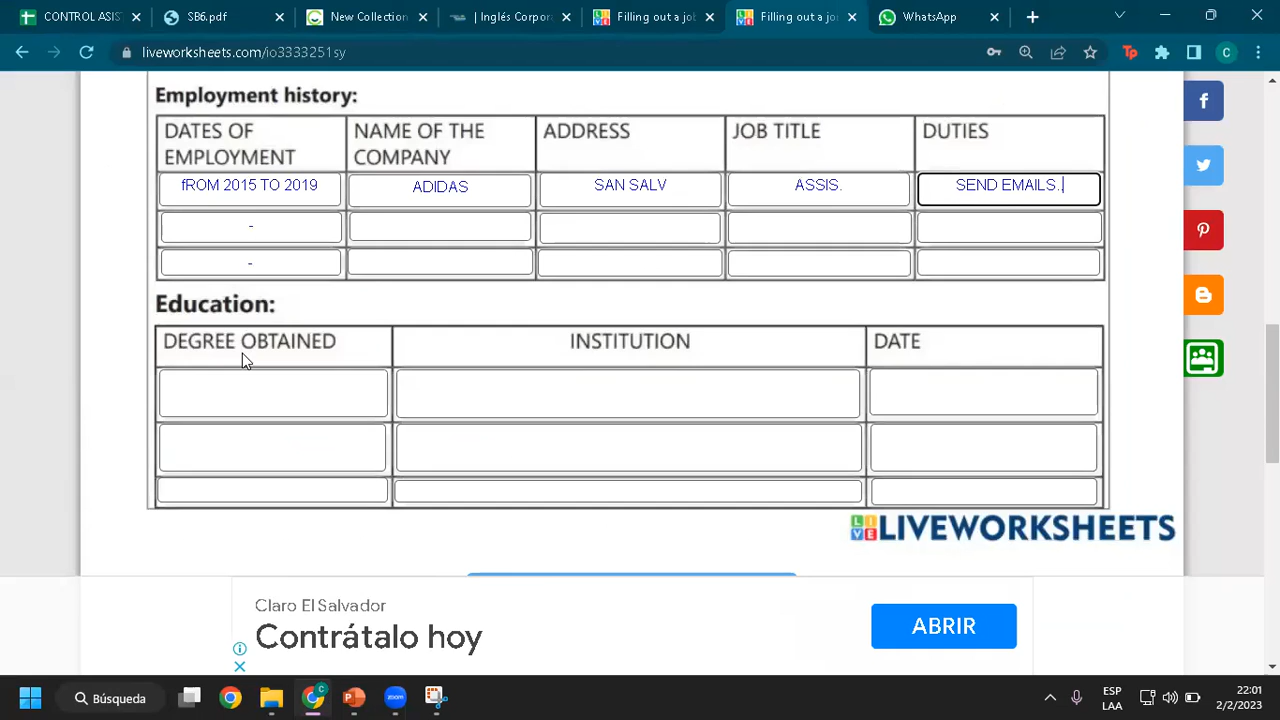 CONTROL ASIST
SB6.pdf
New Collection
| Inglés Corpor
Filling out a jo
Filling out a jo
WhatsApp
liveworksheets.com/io3333251sy
C
Employment history:
DATES OF EMPLOYMENT
NAME OF THE COMPANY
ADDRESS
JOB TITLE
DUTIES
fROM 2015 TO 2019
ADIDAS
SAN SALV
ASSIS.
SEND EMAILS.
-
-
Education:
DEGREE OBTAINED
INSTITUTION
DATE
LIVE
LIVEWORKSHEETS
Claro El Salvador
Contrátalo hoy
ABRIR
Búsqueda
ESP
LAA
22:01
2/2/2023